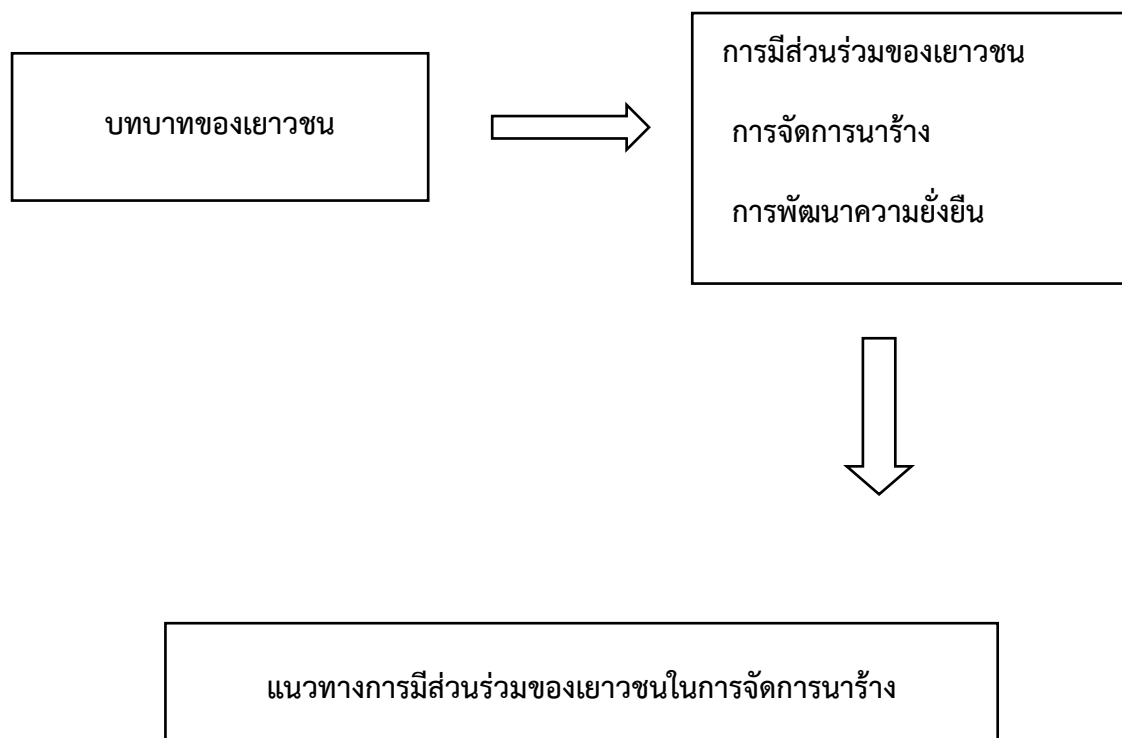 บทบาทของเยาวชน
การมีส่วนร่วมของเยาวชน
การจัดการนาร้าง
การพัฒนาความยั่งยืน
แนวทางการมีส่วนร่วมของเยาวชนในการจัดการนาร้าง